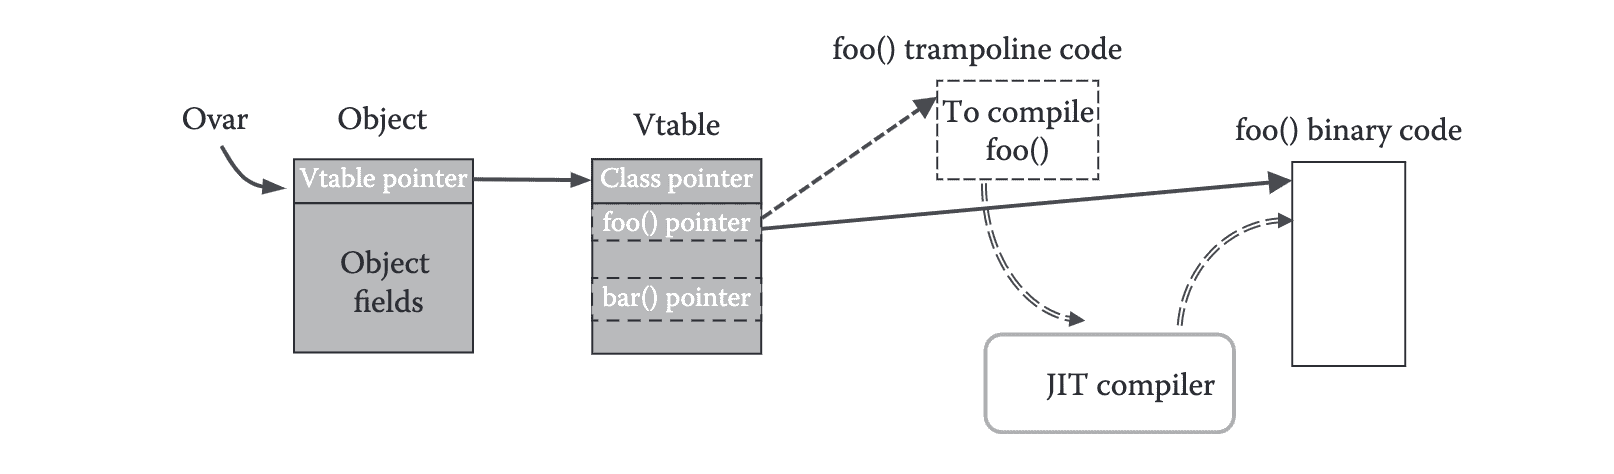 foo() trampoline code
To compile
foo()
Ovar
Object
Vtable
foo() binary code
Vtable pointer
Class pointer
foo() pointer
Object
fields
bar() pointer
JIT compiler